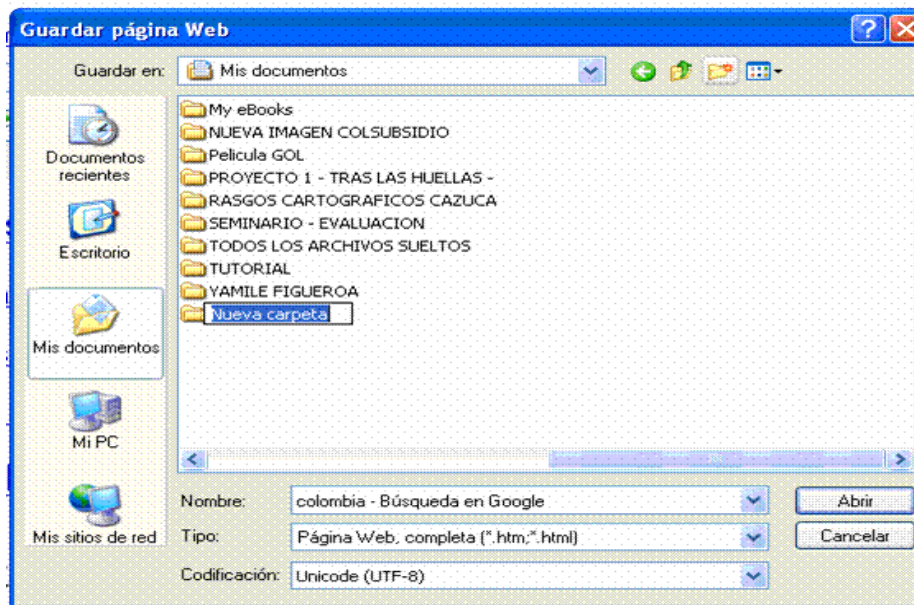 Guardar página Web
Guardar en: Mis documentos
Documentos recientes
Escritorio
Mis documentos
Mi PC
Mis sitios de red
My eBooks
NUEVA IMAGEN COLSUBSIDIO
Pelicula GOL
PROYECTO 1 - TRAS LAS HUELLAS -
RASGOS CARTOGRAFICOS CAZUCA
SEMINARIO - EVALUACION
TODOS LOS ARCHIVOS SUELTOS
TUTORIAL
YAMILE FIGUEROA
Nueva carpeta
Nombre: colombia - Búsqueda en Google Abrir
Tipo: Página Web, completa (*.htm;*.html) Cancelar
Codificación: Unicode (UTF-8)